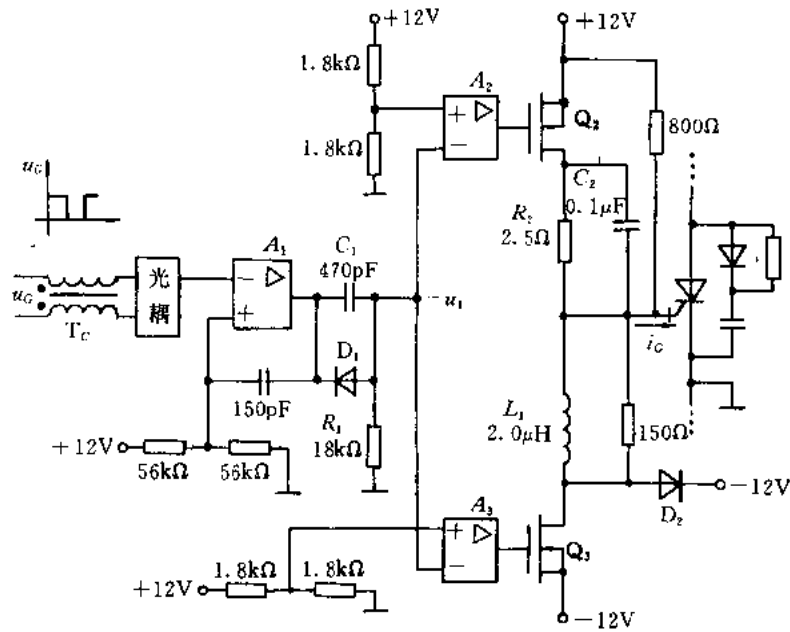 +12V
+12V
1.8kΩ
A₂
+
▷
−
Q₂
800Ω
1.8kΩ
u_G
C₂
0.1μF
R₂
2.5Ω
A₁
C₁
470pF
光
耦
−
▷
+
u_G
T_C
−u₁
i_G
D₁
150pF
R₁
18kΩ
L₁
2.0μH
150Ω
+12V
56kΩ
56kΩ
D₂
−12V
A₃
+
▷
−
Q₃
+12V
1.8kΩ
1.8kΩ
−12V